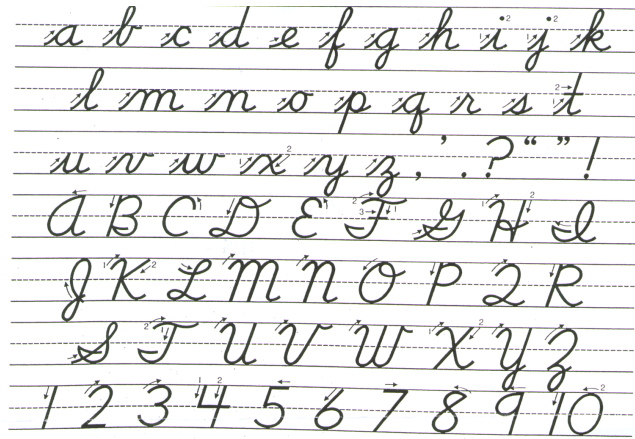 a b c d e f g h i j k
l m n o p q r s t
u v w x y z , ' . ? “ ” !
A B C D E F G H I
J K L M N O P Q R
S T U V W X Y Z
1 2 3 4 5 6 7 8 9 10